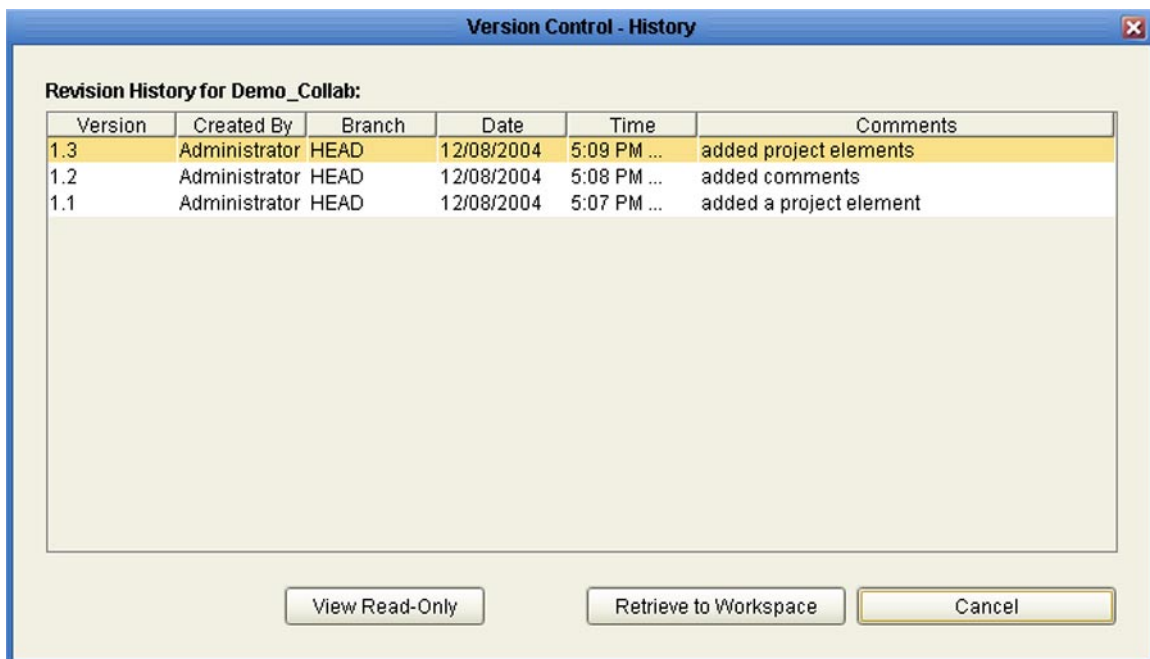 Version Control - History
Revision History for Demo_Collab:
Version Created By Branch Date Time Comments
1.3 Administrator HEAD 12/08/2004 5:09 PM ... added project elements
1.2 Administrator HEAD 12/08/2004 5:08 PM ... added comments
1.1 Administrator HEAD 12/08/2004 5:07 PM ... added a project element
View Read-Only Retrieve to Workspace Cancel